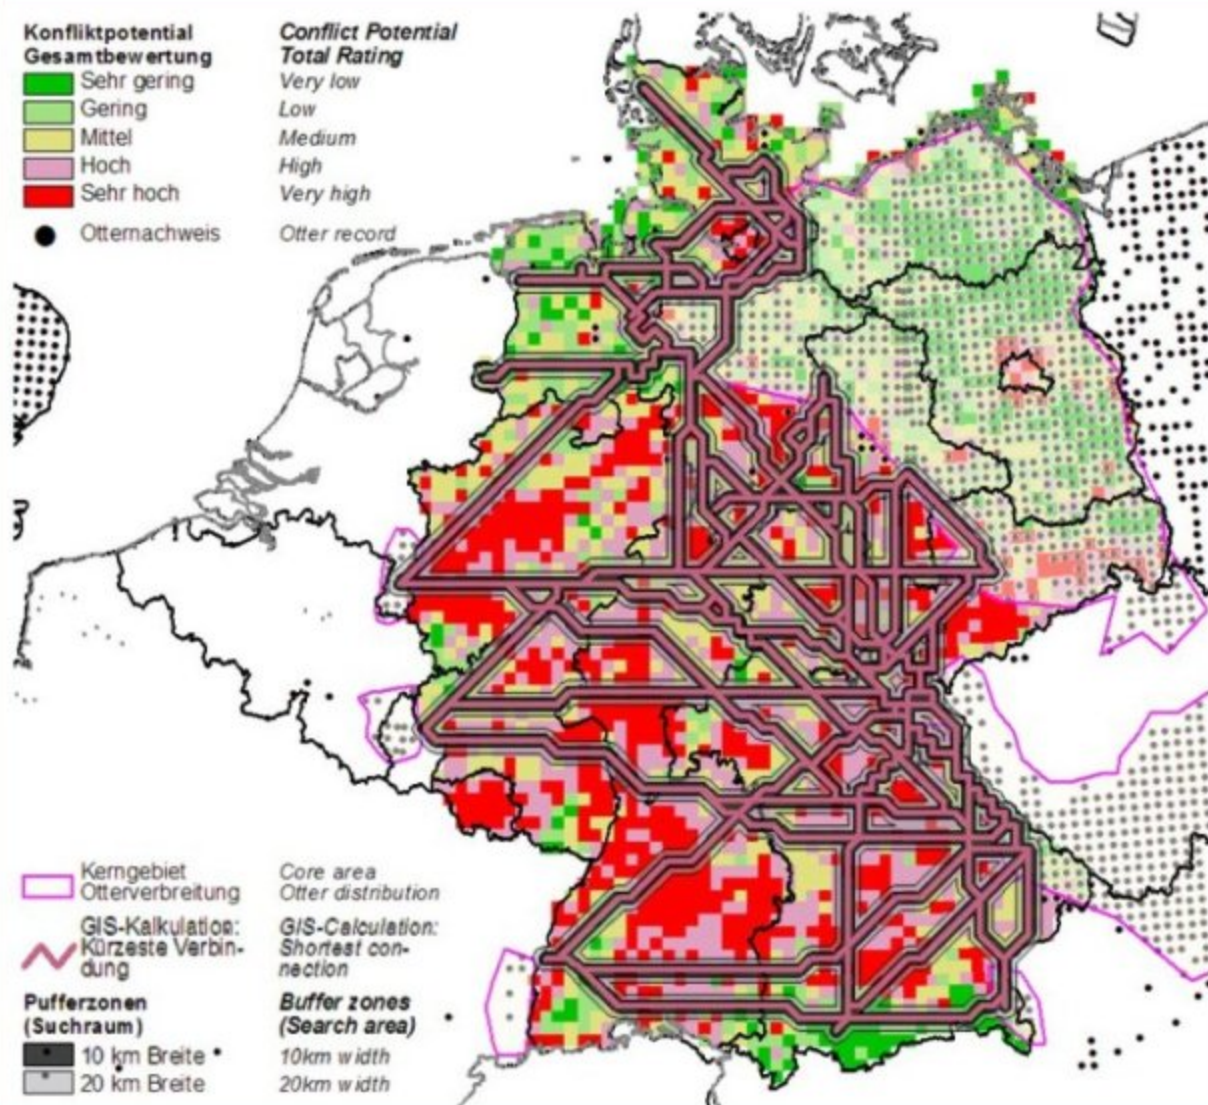 Konfliktpotential
Gesamtbewertung
Conflict Potential
Total Rating
Sehr gering
Very low
Gering
Low
Mittel
Medium
Hoch
High
Sehr hoch
Very high
Otternachweis
Otter record
Kerngebiet
Otterverbreitung
Core area
Otter distribution
GIS-Kalkulation:
Kürzeste Verbin-
dung
GIS-Calculation:
Shortest con-
nection
Pufferzonen
(Suchraum)
Buffer zones
(Search area)
10 km Breite
10km width
20 km Breite
20km width